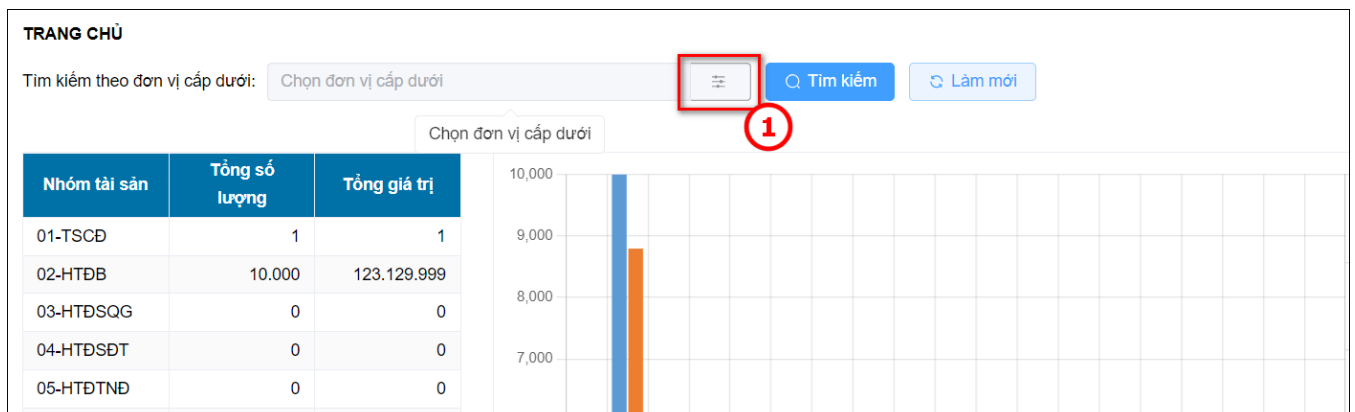 TRANG CHỦ
Tìm kiếm theo đơn vị cấp dưới: Chọn đơn vị cấp dưới Tìm kiếm Làm mới
1
Chọn đơn vị cấp dưới
Nhóm tài sản Tổng số lượng Tổng giá trị
01-TSCĐ 1 1
02-HTĐB 10.000 123.129.999
03-HTĐSQG 0 0
04-HTĐSĐT 0 0
05-HTĐTNĐ 0 0
10,000
9,000
8,000
7,000